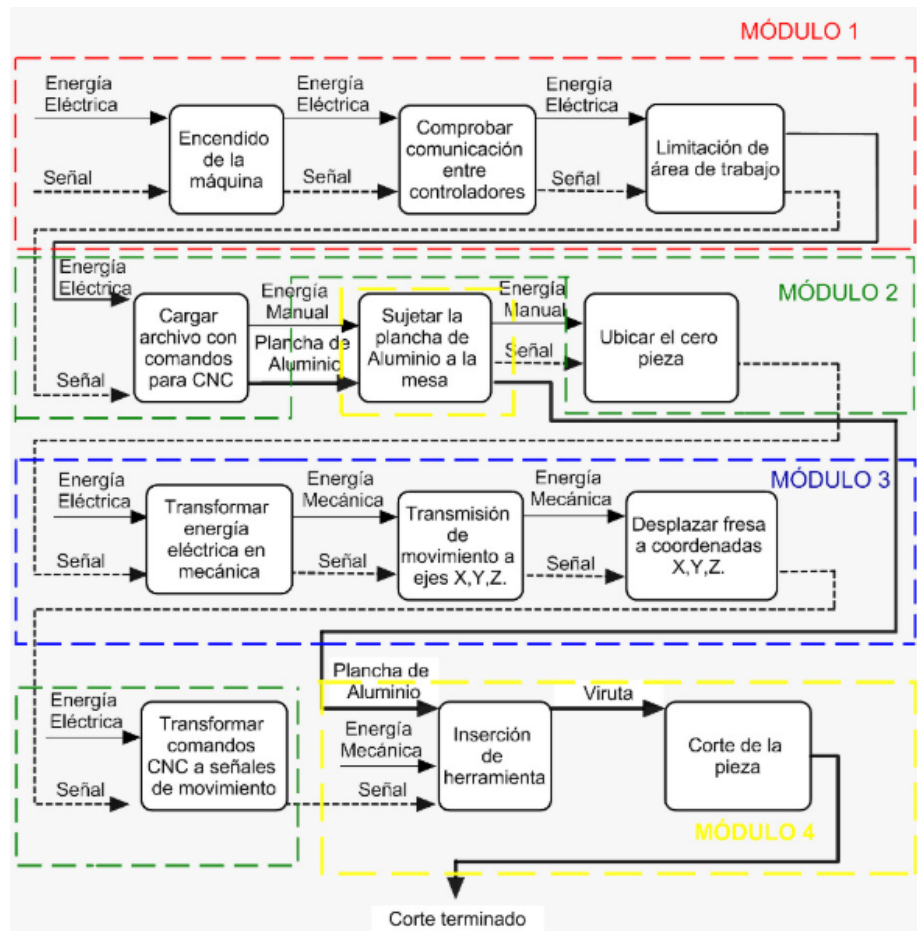 MÓDULO 1
Energía
Eléctrica
Energía
Eléctrica
Energía
Eléctrica
Encendido
de la
máquina
Comprobar
comunicación
entre
controladores
Limitación de
área de trabajo
Señal
Señal
Señal
MÓDULO 2
Energía
Eléctrica
Energía
Manual
Energía
Manual
Cargar
archivo con
comandos
para CNC
Plancha de
Aluminio
Sujetar la
plancha de
Aluminio a la
mesa
Ubicar el cero
pieza
Señal
Señal
MÓDULO 3
Energía
Eléctrica
Energía
Mecánica
Energía
Mecánica
Transformar
energía
eléctrica en
mecánica
Transmisión
de
movimiento a
ejes X,Y,Z.
Desplazar fresa
a coordenadas
X,Y,Z.
Señal
Señal
Señal
Energía
Eléctrica
Transformar
comandos
CNC a señales
de movimiento
Señal
Plancha de
Aluminio
Energía
Mecánica
Señal
Inserción
de
herramienta
Viruta
Corte de la
pieza
MÓDULO 4
Corte terminado